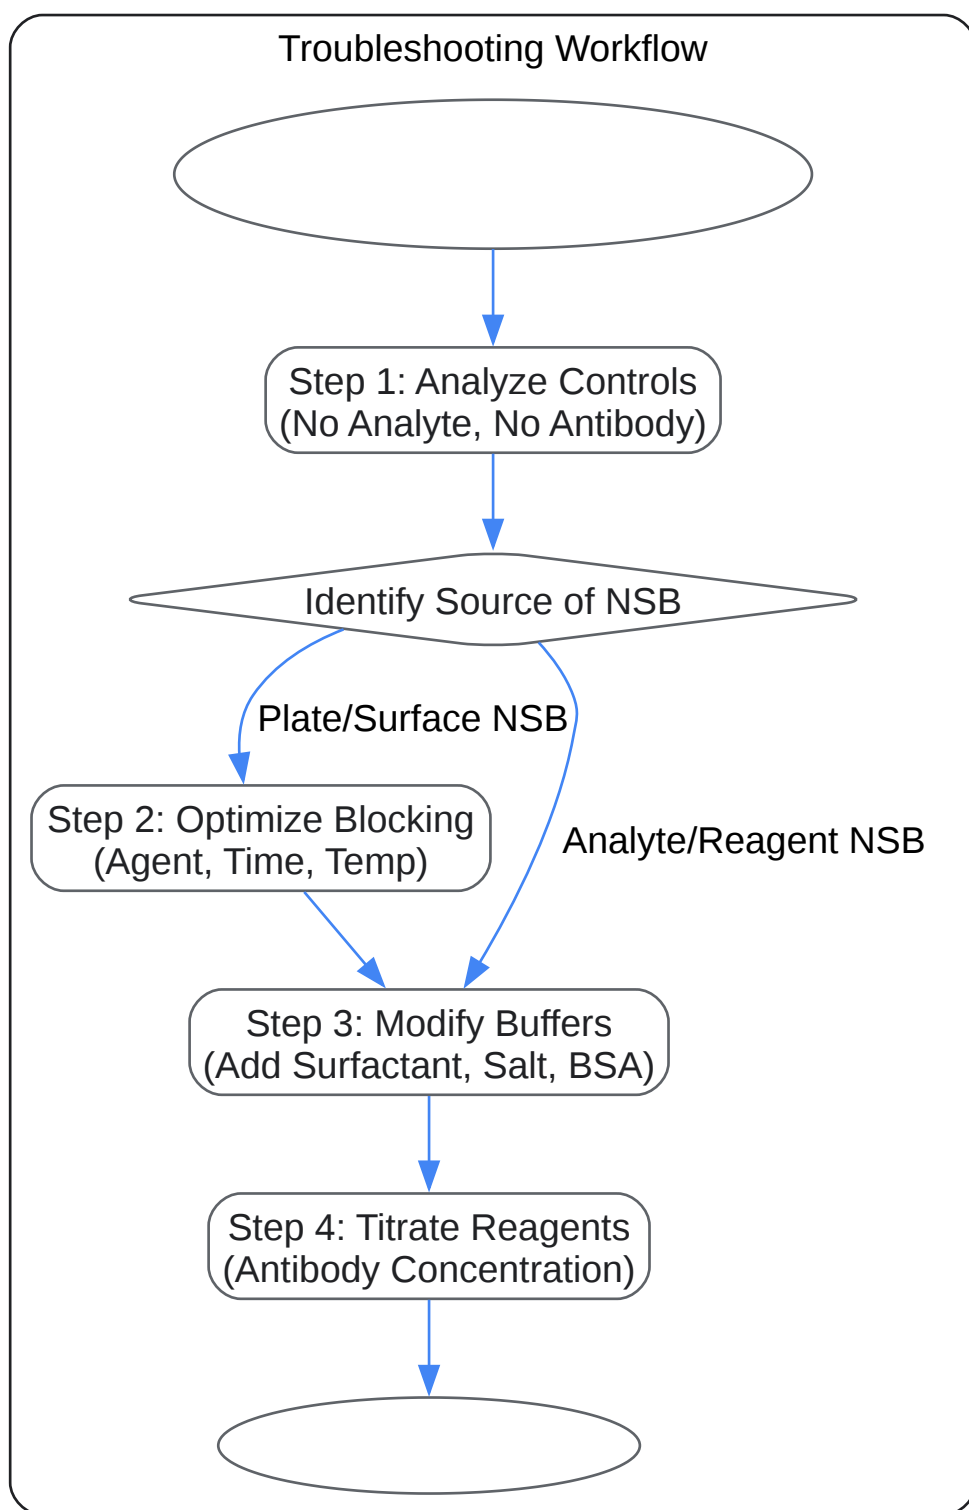 Troubleshooting Workflow
Step 1: Analyze Controls
(No Analyte, No Antibody)
Identify Source of NSB
Plate/Surface NSB
Step 2: Optimize Blocking
(Agent, Time, Temp)
Analyte/Reagent NSB
Step 3: Modify Buffers
(Add Surfactant, Salt, BSA)
Step 4: Titrate Reagents
(Antibody Concentration)